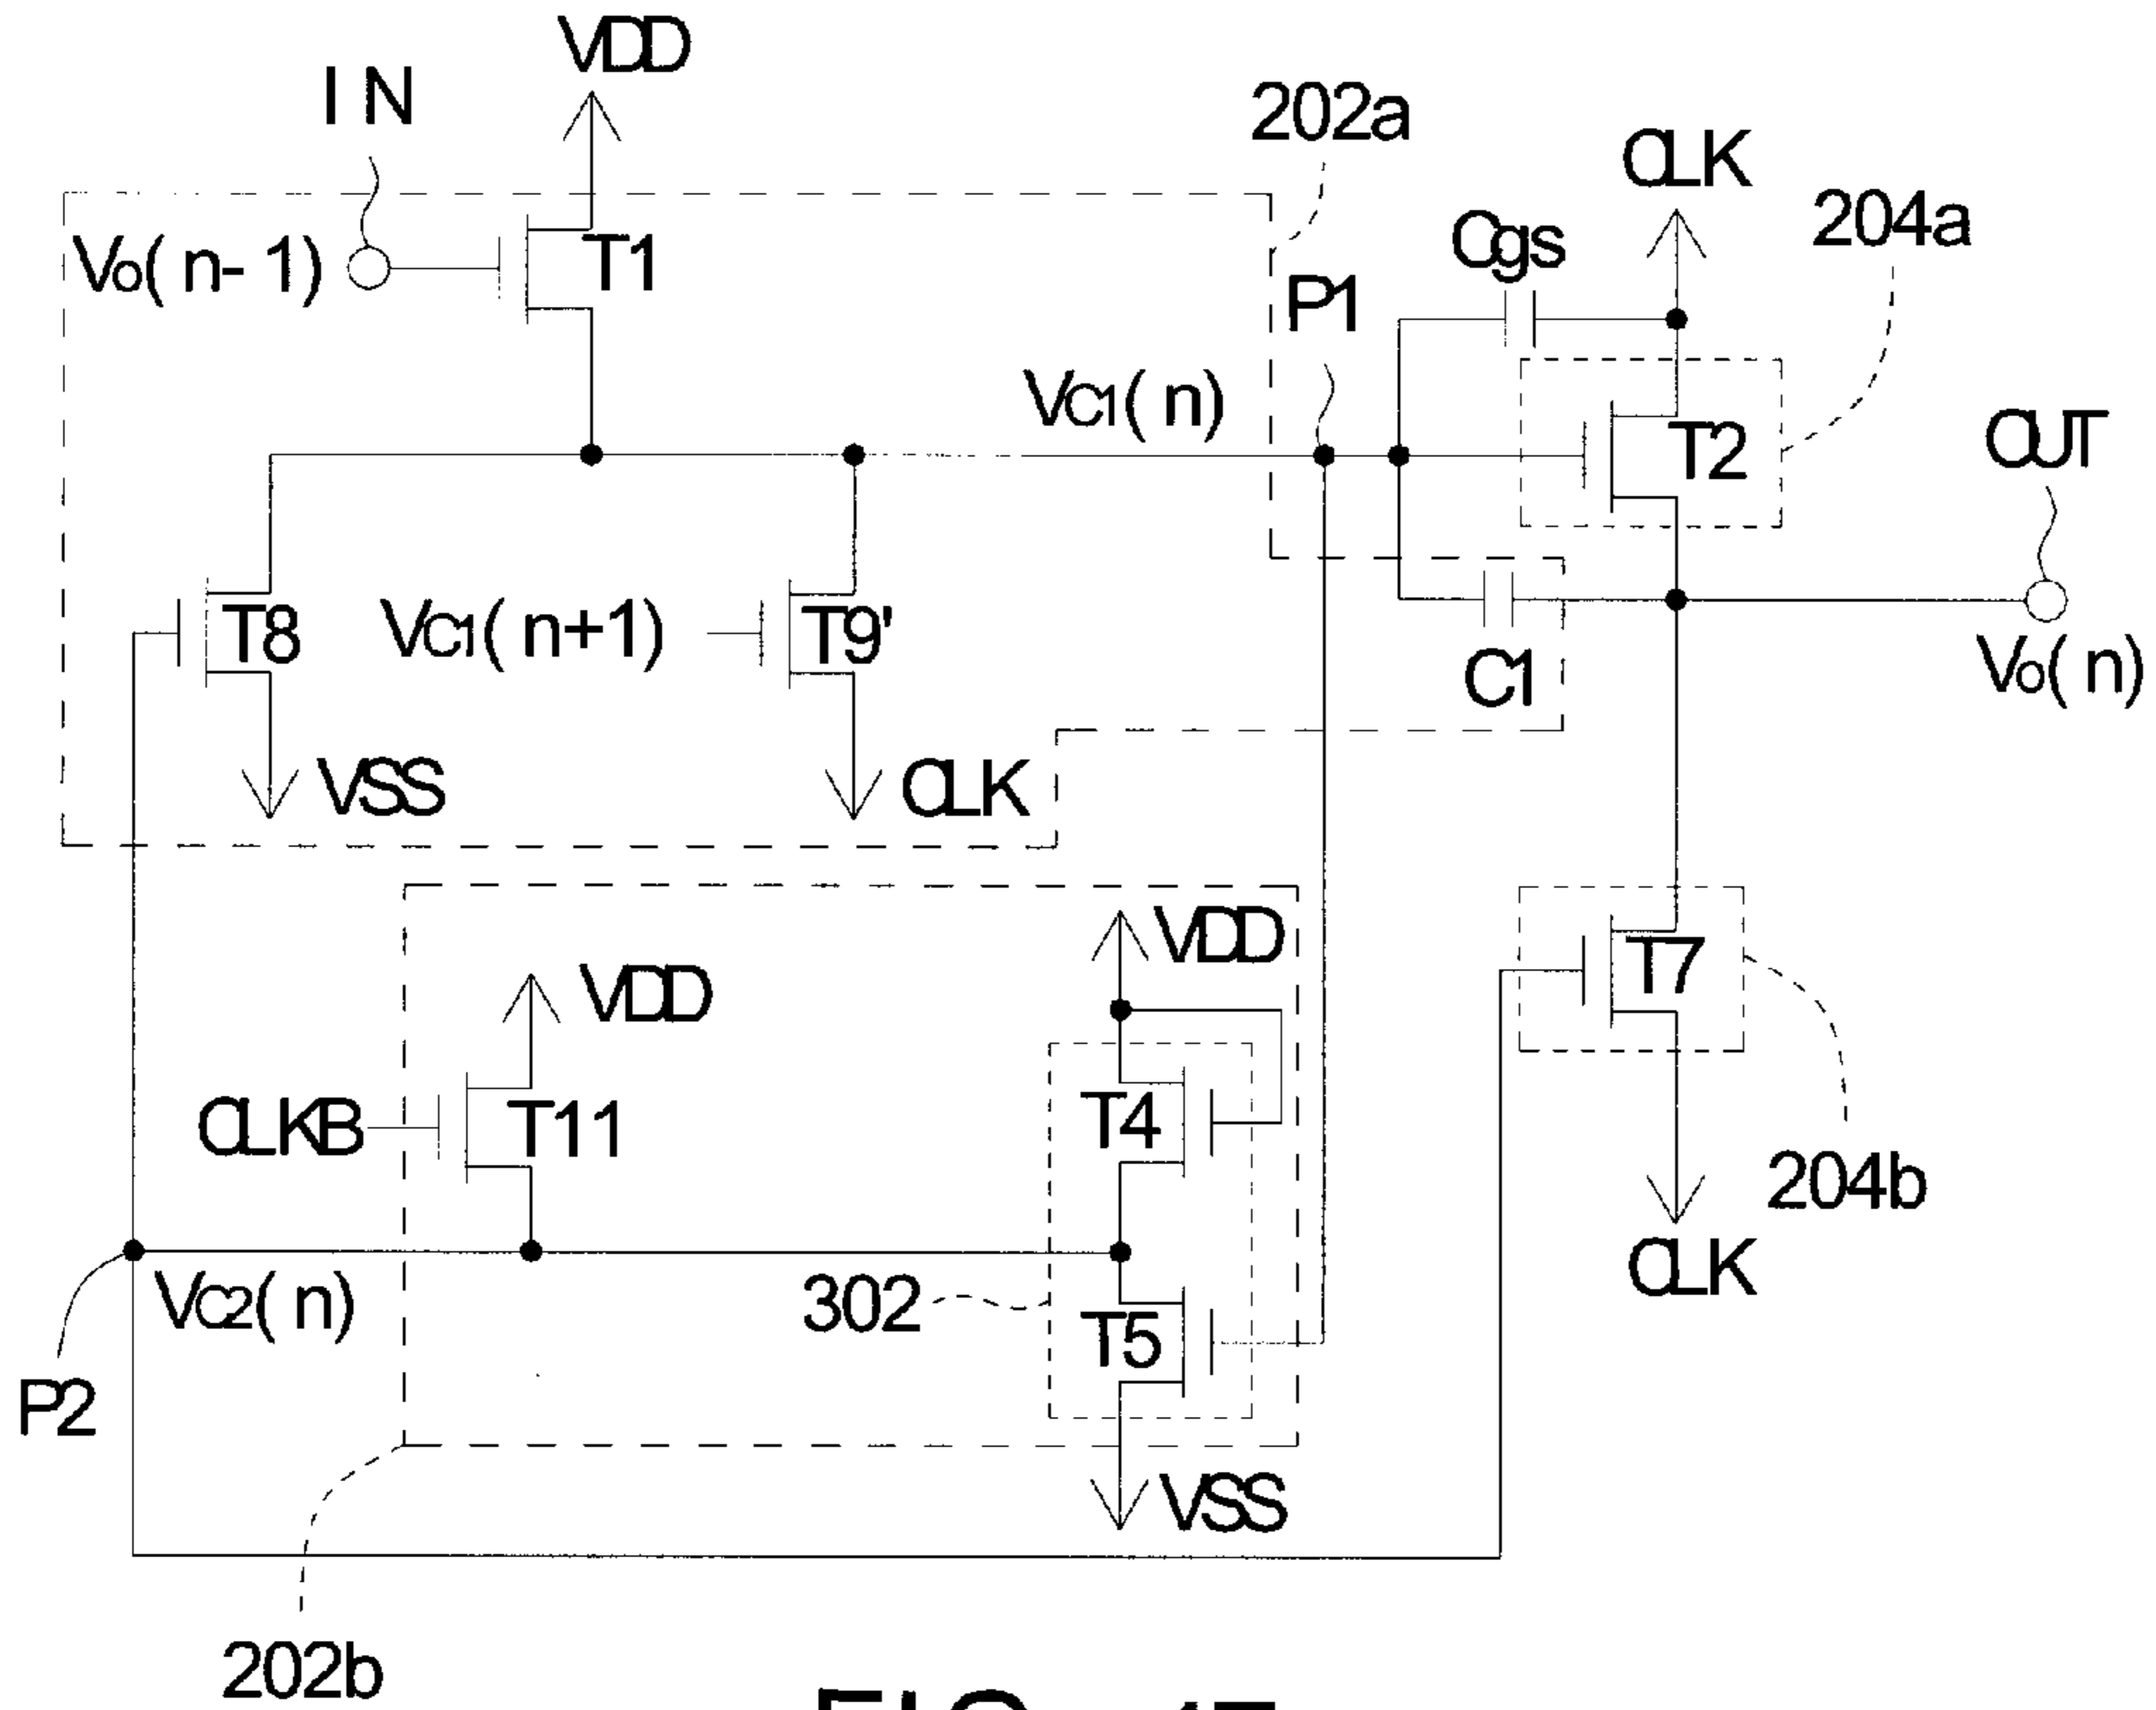 VDD
IN
202a
CLK
204a
Cgs
Vo(n-1)
T1
P1
VC1(n)
T2
OUT
T8
VC1(n+1)
T9'
C1
Vo(n)
VSS
CLK
VDD
T7
VDD
CLKB
T11
T4
204b
CLK
VC2(n)
302
T5
P2
VSS
202b